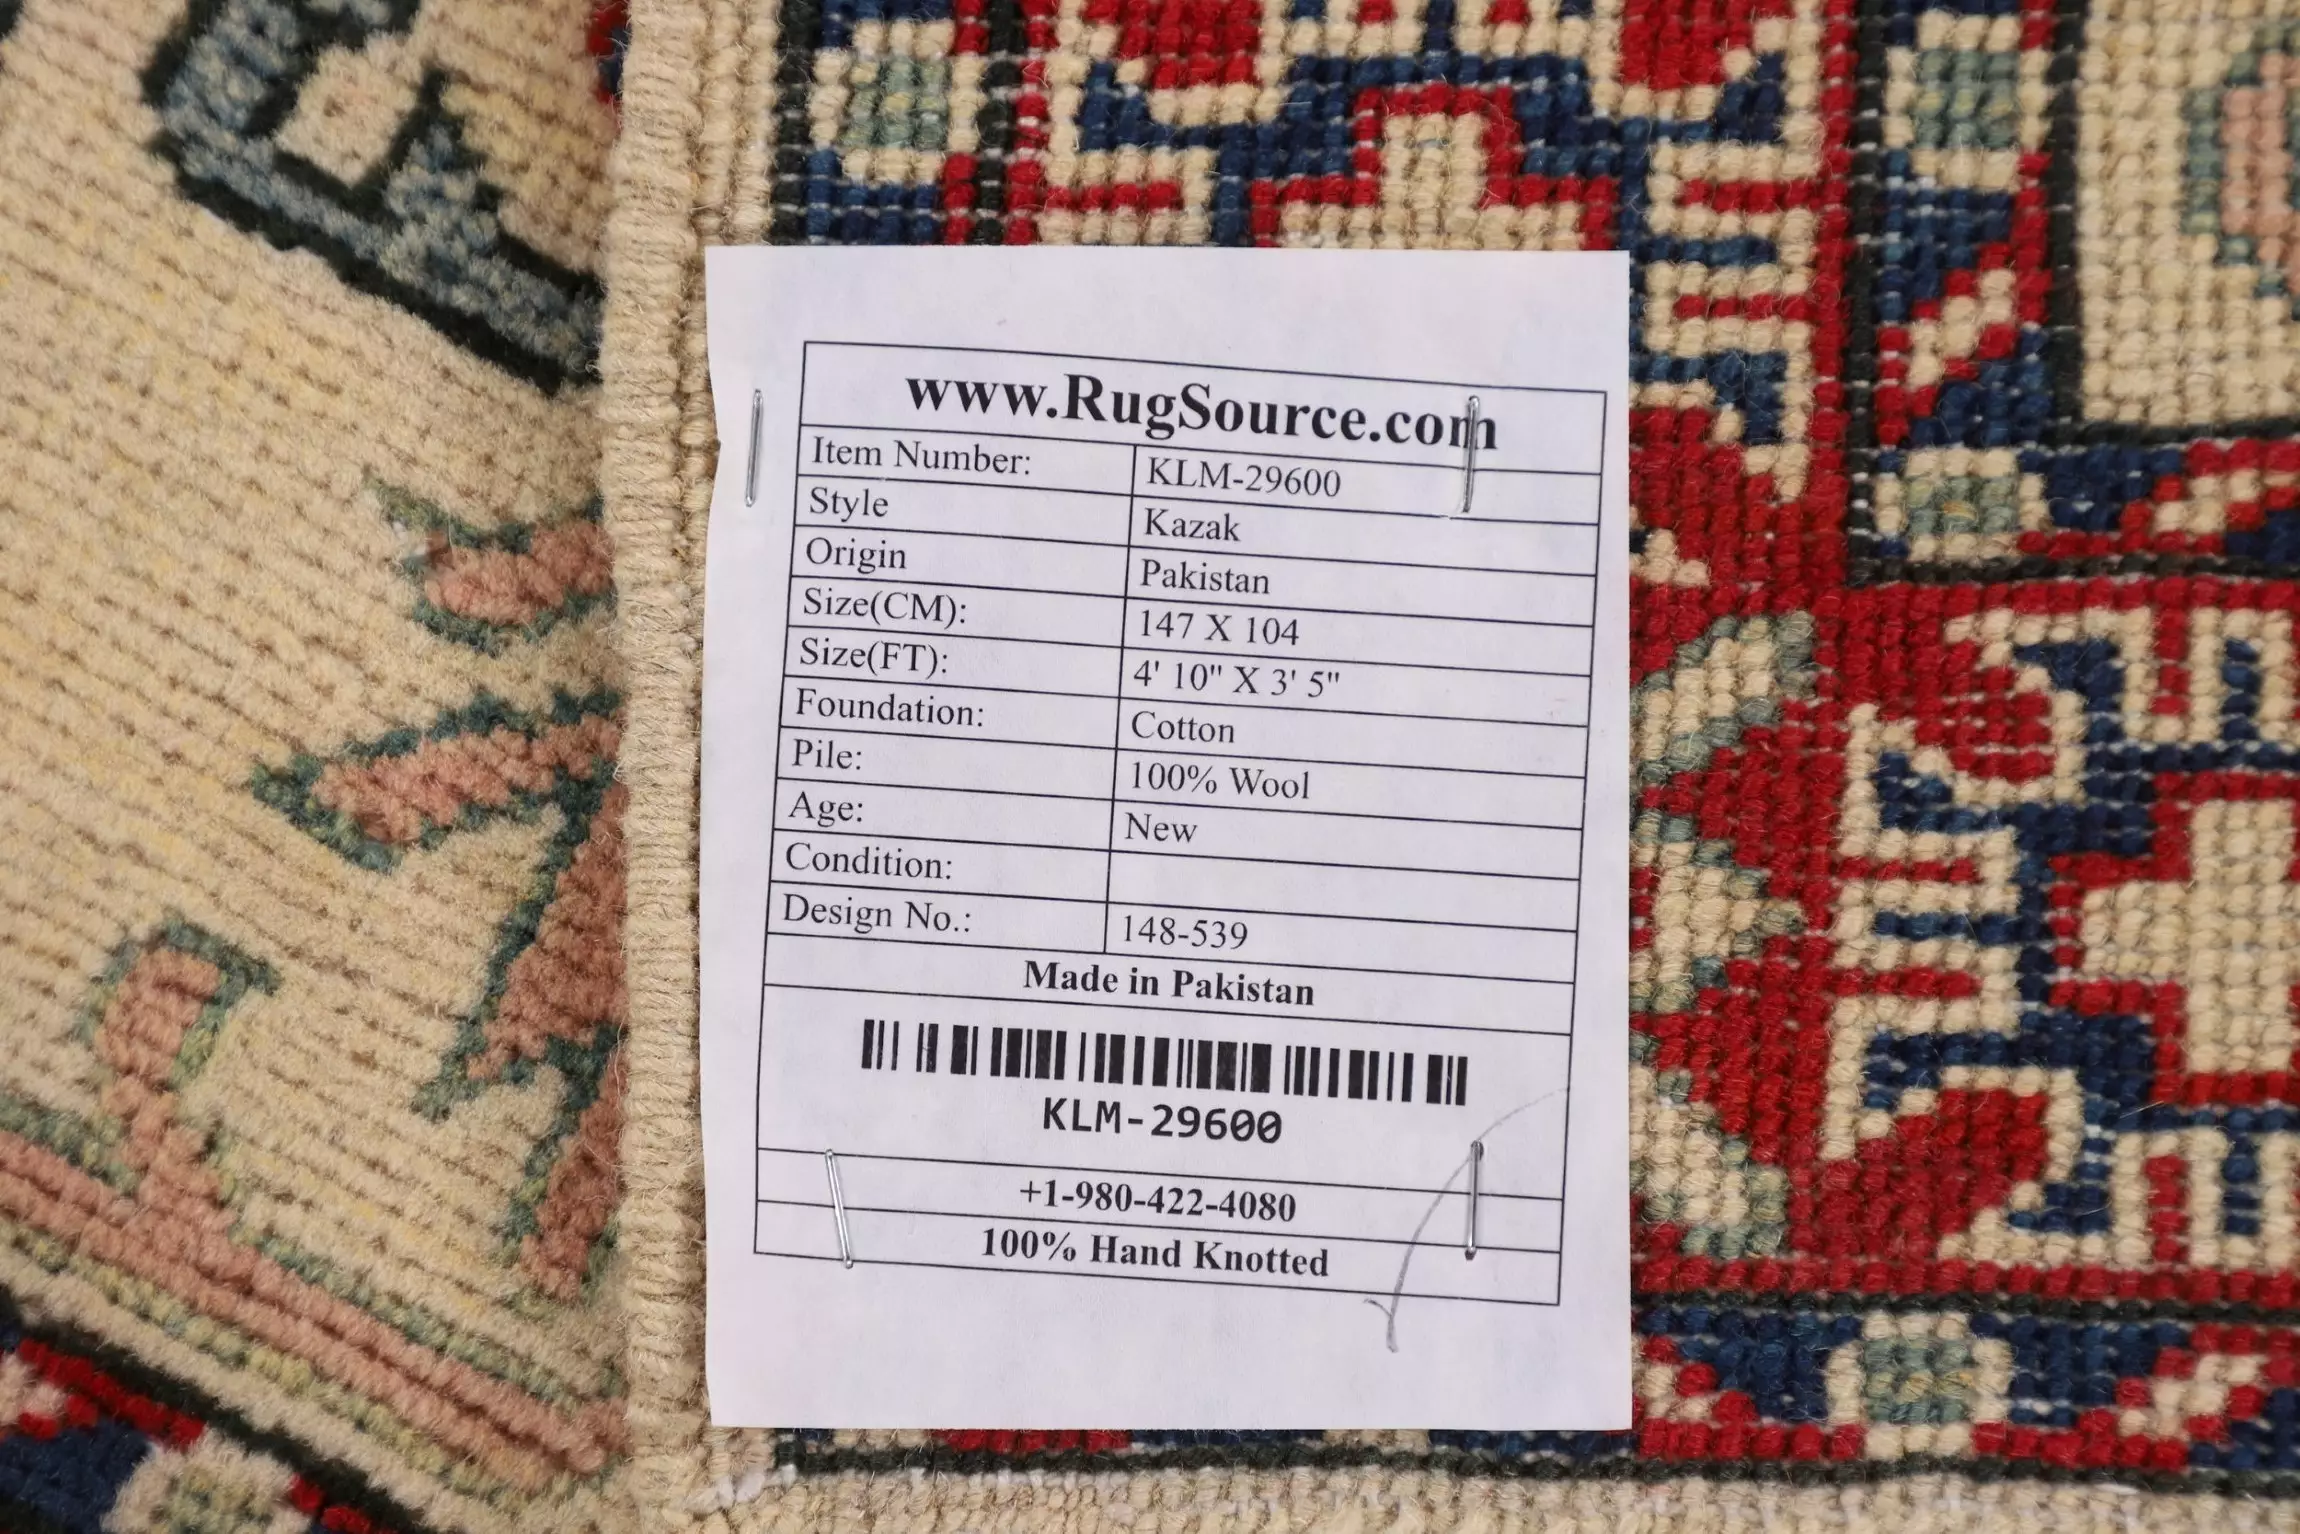 www.RugSource.com
Item Number: KLM-29600
Style Kazak
Origin Pakistan
Size(CM): 147 X 104
Size(FT): 4' 10" X 3' 5"
Foundation: Cotton
Pile: 100% Wool
Age: New
Condition:
Design No.: 148-539
Made in Pakistan
KLM-29600
+1-980-422-4080
100% Hand Knotted